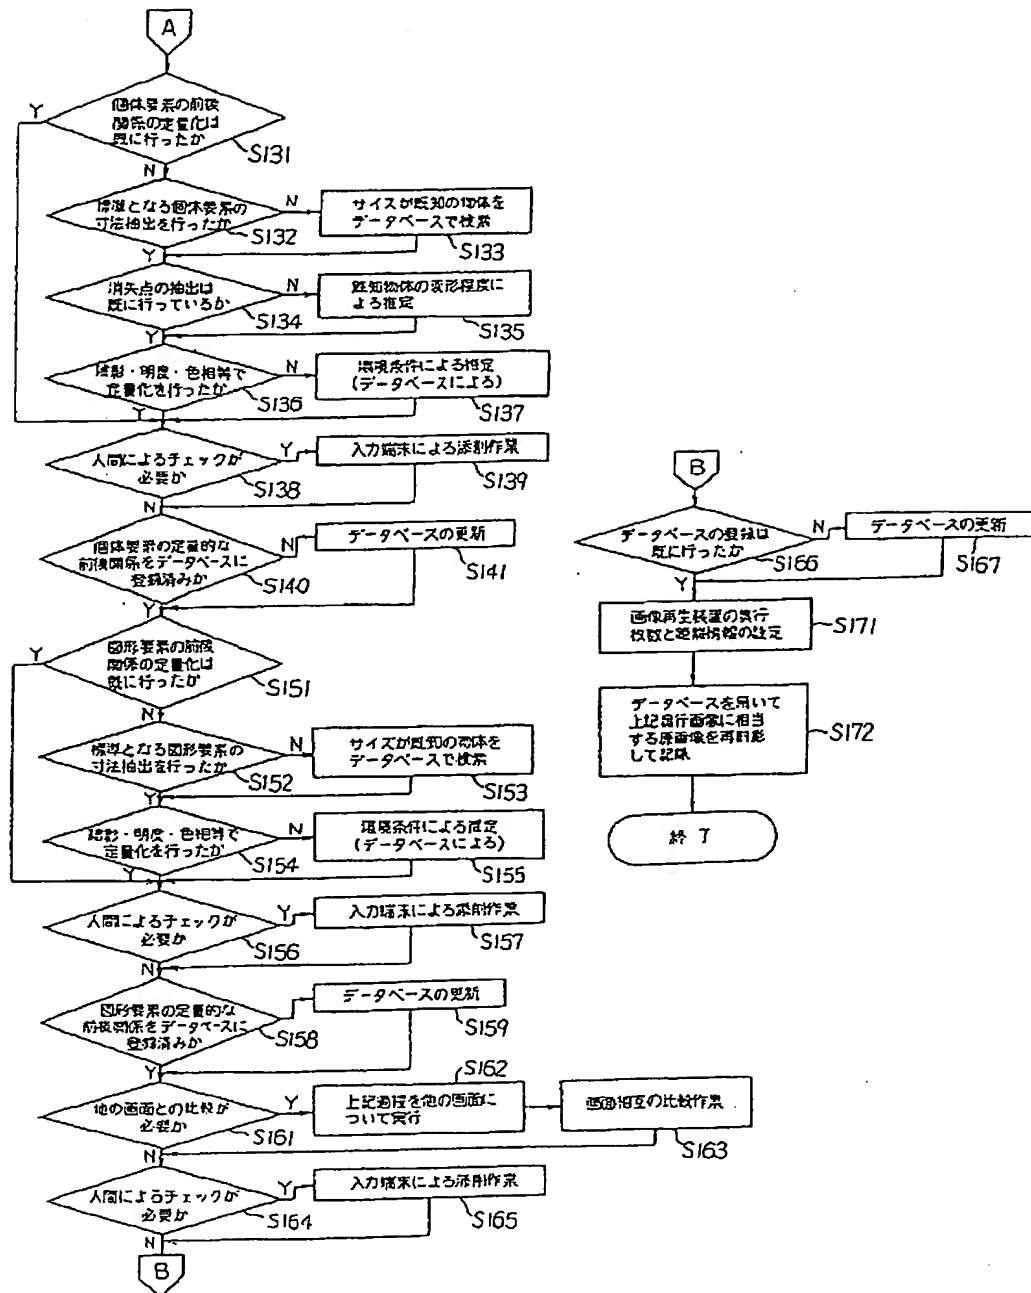 A
個体要素の前後
関係の定量化は
既に行ったか
Y
S131
N
標準となる個体要素の
寸法抽出を行ったか
N
S132
サイズが既知の物体を
データベースで検索
S133
Y
消失点の抽出は
既に行っているか
N
S134
既知物体の変形程度に
よる推定
S135
Y
陰影・明度・色相等で
定量化を行ったか
N
S136
環境条件による推定
(データベースによる)
S137
Y
人間によるチェックが
必要か
Y
S138
入力端末による添削作業
S139
N
個体要素の定量的な
前後関係をデータベースに
登録済みか
N
S140
データベースの更新
S141
Y
図形要素の前後
関係の定量化は
既に行ったか
Y
S151
N
標準となる図形要素の
寸法抽出を行ったか
N
S152
サイズが既知の物体を
データベースで検索
S153
Y
陰影・明度・色相等で
定量化を行ったか
N
S154
環境条件による推定
(データベースによる)
S155
Y
人間によるチェックが
必要か
Y
S156
入力端末による添削作業
S157
N
図形要素の定量的な
前後関係をデータベースに
登録済みか
S158
データベースの更新
S159
Y
他の画面との比較が
必要か
Y
S161
S162
上記過程を他の画面に
ついて実行
画面相互の比較作業
S163
N
人間によるチェックが
必要か
Y
S164
入力端末による添削作業
S165
N
B
B
データベースの登録は
既に行ったか
N
S166
データベースの更新
S167
Y
画像再生装置の奥行
枚数と距離情報の設定
S171
データベースを用いて
上記奥行画像に相当
する原画像を再撮影
して記録
S172
終了